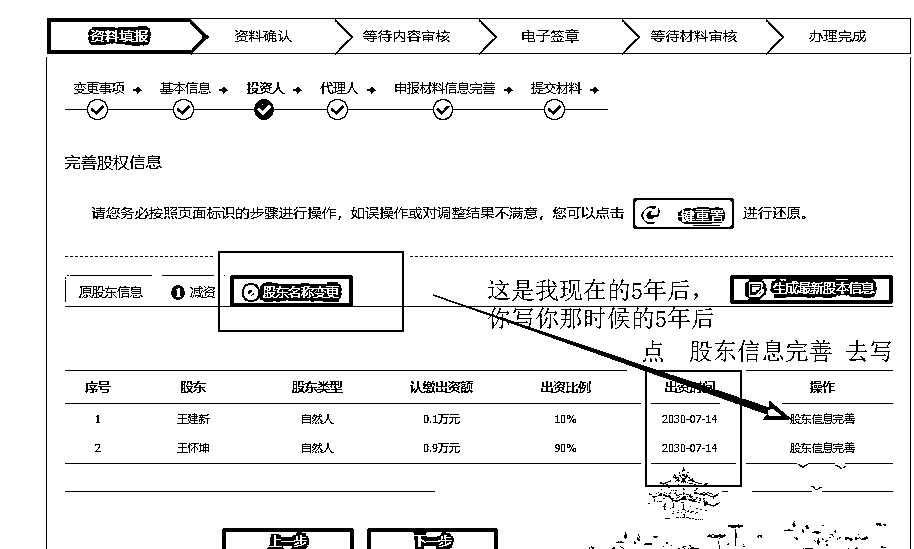 资料填报 资料确认 等待内容审核 电子签章 等待材料审核 办理完成
变更事项 基本信息 投资人 代理人 申报材料信息完善 提交材料
完善股权信息
请您务必按照页面标识的步骤进行操作，如误操作或对调整结果不满意，您可以点击 一键重置 进行还原。
原股东信息 1 减资 股东名称变更 生成最新股本信息
这是我现在的5年后，
你写你那时候的5年后
点 股东信息完善 去写
序号 股东 股东类型 认缴出资额 出资比例 出资时间 操作
1 王建新 自然人 0.1万元 10% 2030-07-14 股东信息完善
2 王怀坤 自然人 0.9万元 90% 2030-07-14 股东信息完善
上一步 下一步